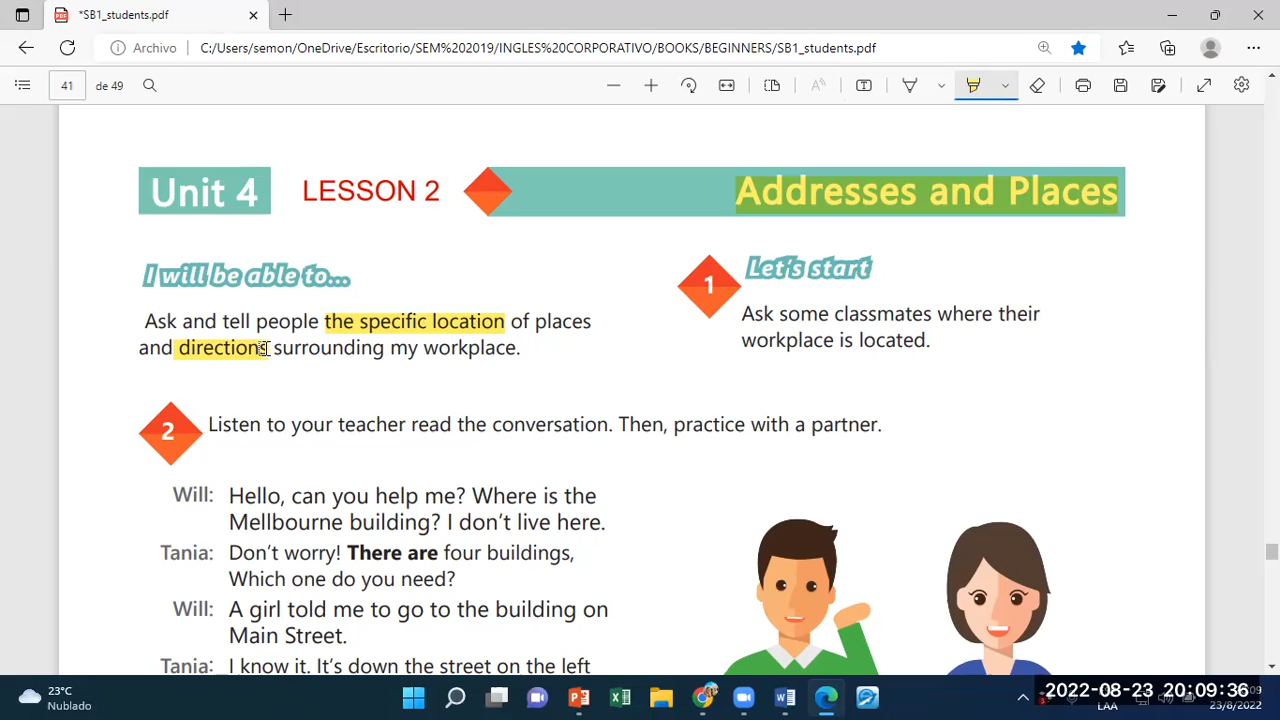 *SB1_students.pdf
Archivo
C:/Users/semon/OneDrive/Escritorio/SEM%202019/INGLES%20CORPORATIVO/BOOKS/BEGINNERS/SB1_students.pdf
41 de 49
Unit 4 LESSON 2 Addresses and Places
I will be able to...
Ask and tell people the specific location of places
and directions surrounding my workplace.
1 Let's start
Ask some classmates where their
workplace is located.
2 Listen to your teacher read the conversation. Then, practice with a partner.
Will: Hello, can you help me? Where is the
Mellbourne building? I don't live here.
Tania: Don't worry! There are four buildings,
Which one do you need?
Will: A girl told me to go to the building on
Main Street.
Tania: I know it. It's down the street on the left
23°C
Nublado
LAA
2022-08-23 20:09:36
23/8/2022